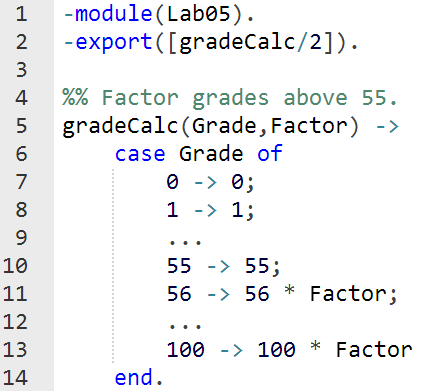 1 -module(Lab05).
2 -export([gradeCalc/2]).
3
4 %% Factor grades above 55.
5 gradeCalc(Grade,Factor) ->
6 case Grade of
7 0 -> 0;
8 1 -> 1;
9 ...
10 55 -> 55;
11 56 -> 56 * Factor;
12 ...
13 100 -> 100 * Factor
14 end.